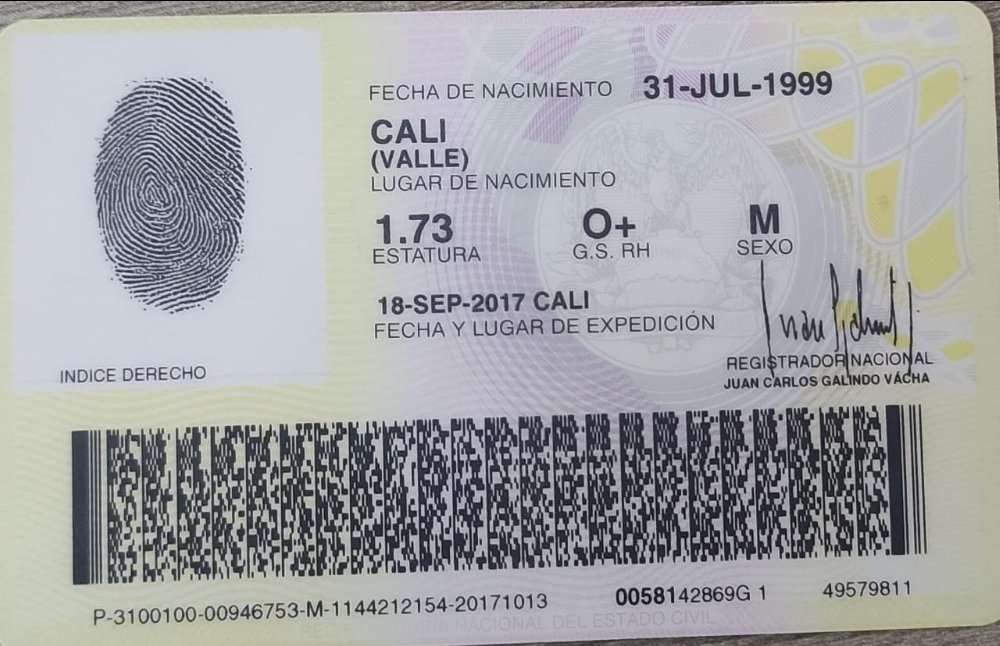 FECHA DE NACIMIENTO 31-JUL-1999
CALI
(VALLE)
LUGAR DE NACIMIENTO
1.73 O+ M
ESTATURA G.S. RH SEXO
18-SEP-2017 CALI
FECHA Y LUGAR DE EXPEDICIÓN
INDICE DERECHO
REGISTRADOR NACIONAL
JUAN CARLOS GALINDO VÁCHA
P-3100100-00946753-M-1144212154-20171013 0058142869G 1 49579811
NACIONAL DEL ESTADO CIVIL